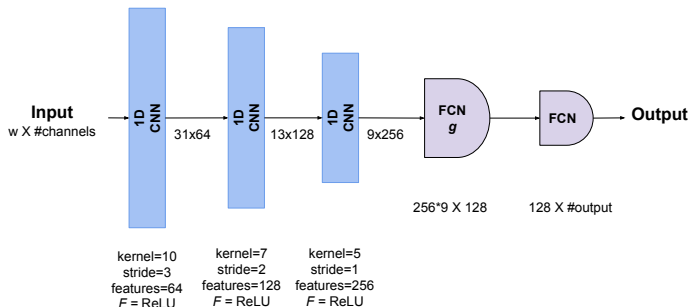 Input
w X #channels
1D
CNN
31x64
1D
CNN
13x128
1D
CNN
9x256
FCN
g
FCN
Output
256*9 X 128
128 X #output
kernel=10
stride=3
features=64
F = ReLU
kernel=7
stride=2
features=128
F = ReLU
kernel=5
stride=1
features=256
F = ReLU